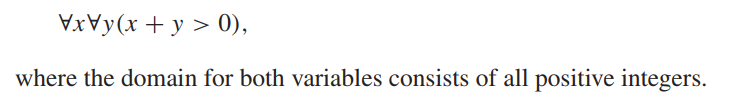 ∀x∀y(x + y > 0),
where the domain for both variables consists of all positive integers.